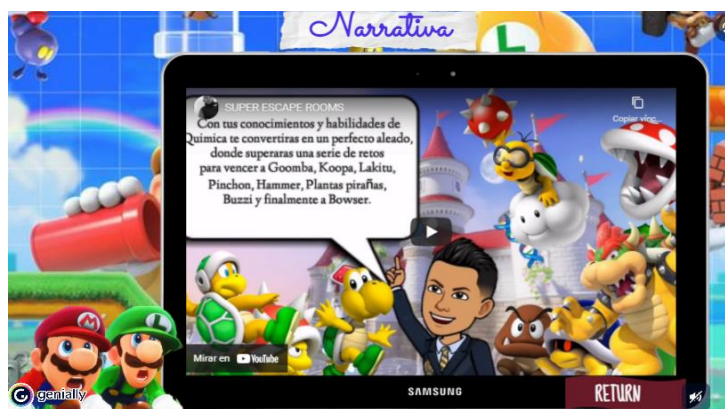 Narrativa
L
SUPER ESCAPE ROOMS
Copiar vínc...
Con tus conocimientos y habilidades de
Quimica te convertiras en un perfecto aleado,
donde superaras una serie de retos
para vencer a Goomba, Koopa, Lakitu,
Pinchon, Hammer, Plantas pirañas,
Buzzi y finalmente a Bowser.
Mirar en YouTube
M
L
SAMSUNG
RETURN
G genially